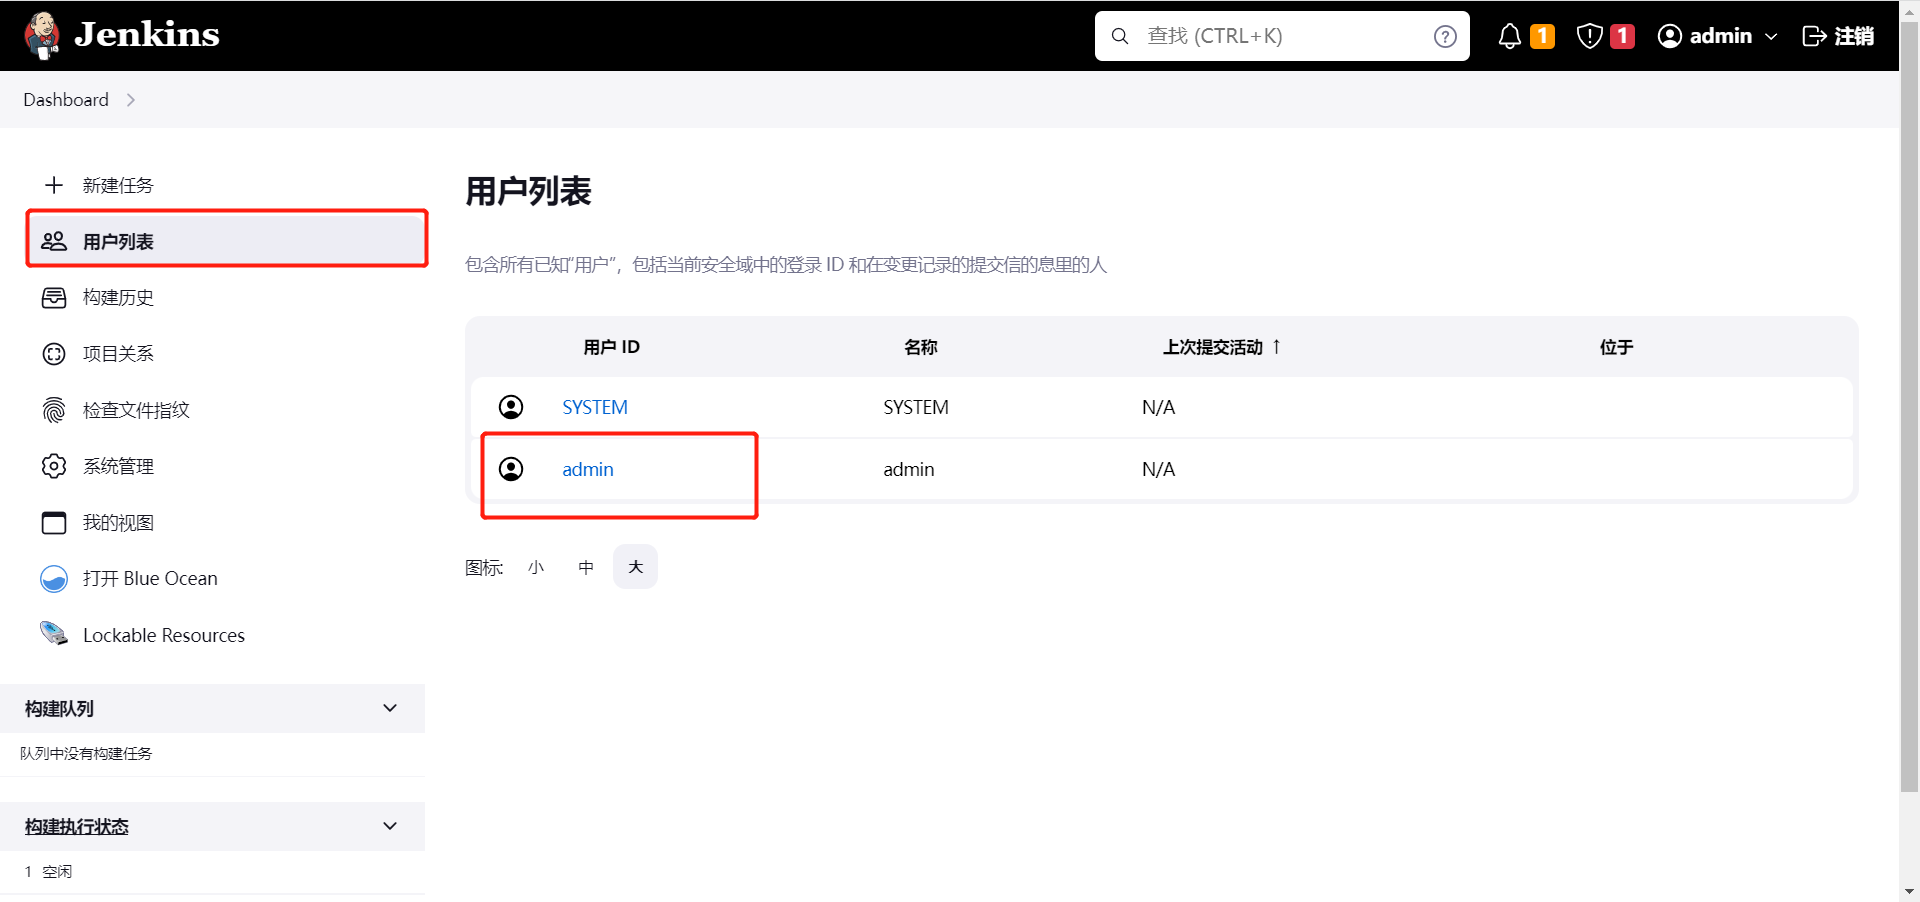 Jenkins
查找 (CTRL+K)
1
1
admin
注销
Dashboard
新建任务
用户列表
构建历史
项目关系
检查文件指纹
系统管理
我的视图
打开 Blue Ocean
Lockable Resources
构建队列
队列中没有构建任务
构建执行状态
1 空闲
用户列表
包含所有已知“用户”，包括当前安全域中的登录 ID 和在变更记录的提交信的息里的人
用户 ID 名称 上次提交活动 ↑ 位于
SYSTEM SYSTEM N/A
admin admin N/A
图标: 小 中 大